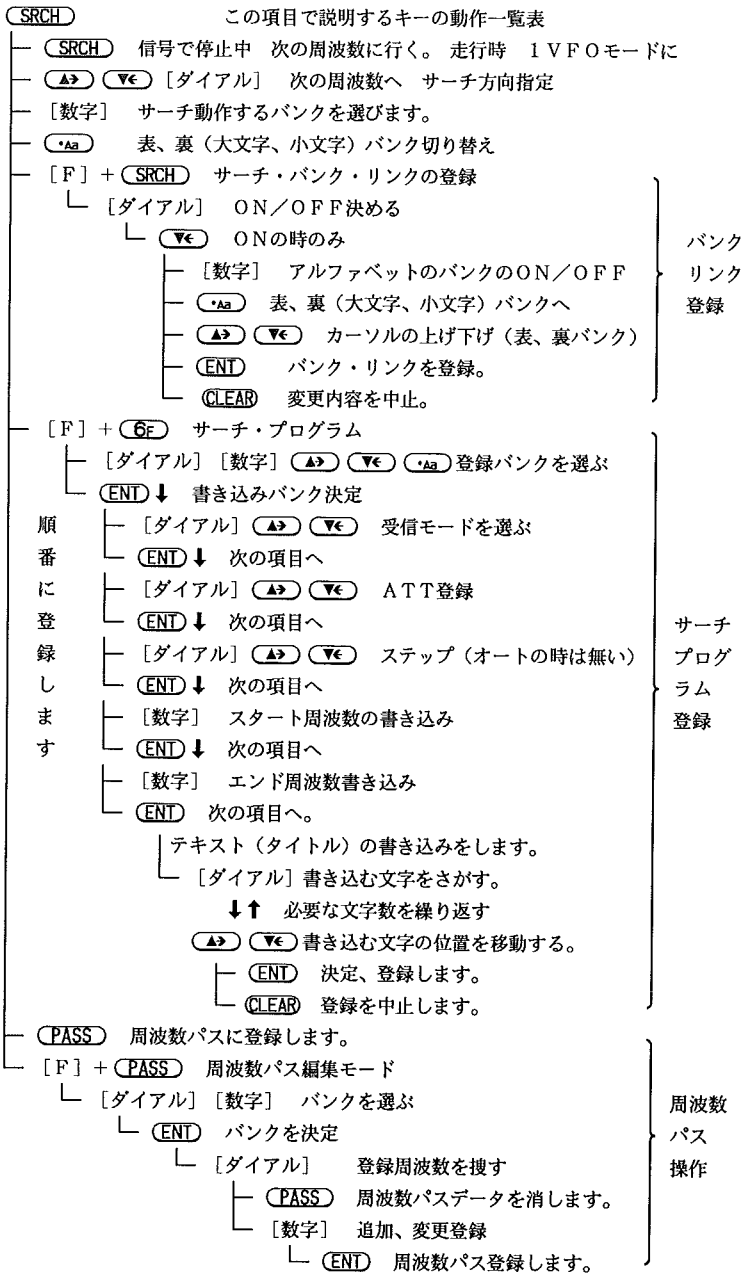 SRCH この項目で説明するキーの動作一覧表
SRCH 信号で停止中 次の周波数に行く。 走行時 1VFOモードに
▲→ ▼← [ダイアル] 次の周波数へ サーチ方向指定
[数字] サーチ動作するバンクを選びます。
・Aa 表、裏(大文字、小文字)バンク切り替え
[F]+SRCH サーチ・バンク・リンクの登録
[ダイアル] ON/OFF決める
▼← ONの時のみ
[数字] アルファベットのバンクのON/OFF
・Aa 表、裏(大文字、小文字)バンクへ
▲→ ▼← カーソルの上げ下げ(表、裏バンク)
ENT バンク・リンクを登録。
CLEAR 変更内容を中止。
バンク
リンク
登録
[F]+6F サーチ・プログラム
[ダイアル] [数字] ▲→ ▼← ・Aa 登録バンクを選ぶ
ENT ↓ 書き込みバンク決定
順番に登録します
[ダイアル] ▲→ ▼← 受信モードを選ぶ
ENT ↓ 次の項目へ
[ダイアル] ▲→ ▼← ATT登録
ENT ↓ 次の項目へ
[ダイアル] ▲→ ▼← ステップ(オートの時は無い)
ENT ↓ 次の項目へ
[数字] スタート周波数の書き込み
ENT ↓ 次の項目へ
[数字] エンド周波数書き込み
ENT 次の項目へ。
テキスト(タイトル)の書き込みをします。
[ダイアル] 書き込む文字をさがす。
↓↑ 必要な文字数を繰り返す
▲→ ▼← 書き込む文字の位置を移動する。
ENT 決定、登録します。
CLEAR 登録を中止します。
サーチ
プログ
ラム
登録
PASS 周波数パスに登録します。
[F]+PASS 周波数パス編集モード
[ダイアル] [数字] バンクを選ぶ
ENT バンクを決定
[ダイアル] 登録周波数を捜す
PASS 周波数パスデータを消します。
[数字] 追加、変更登録
ENT 周波数パス登録します。
周波数
パス
操作